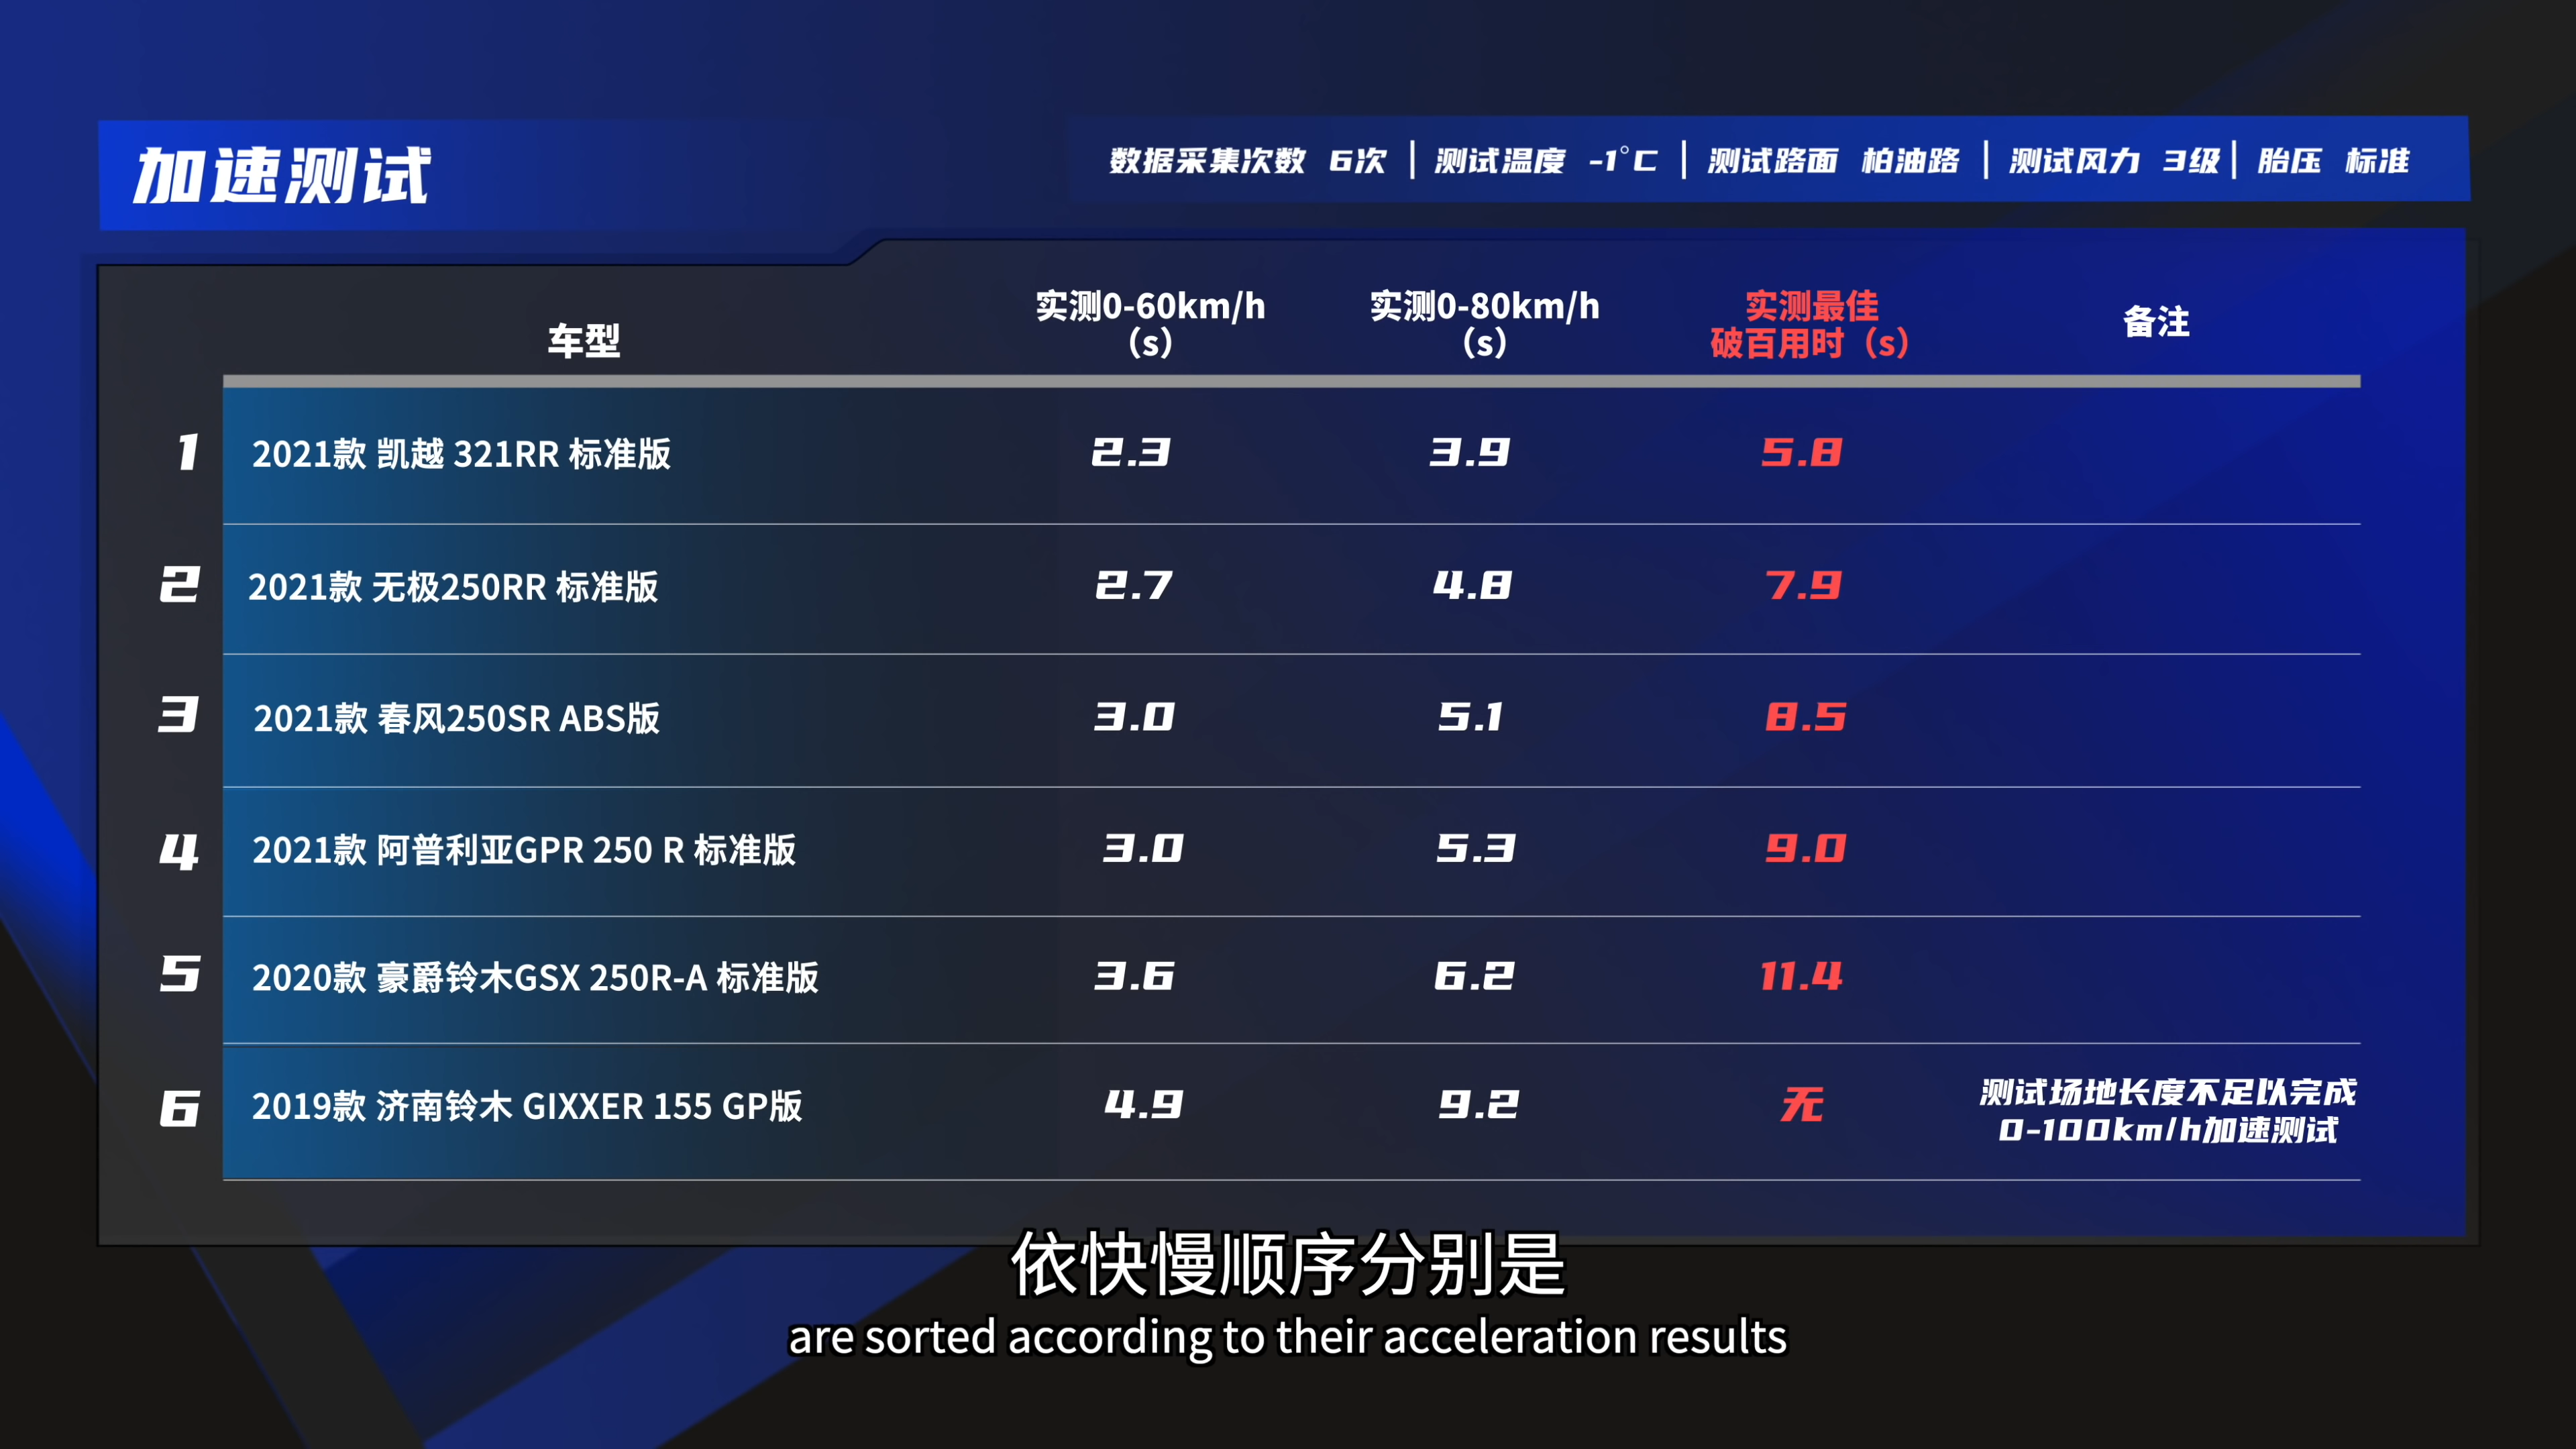 加速测试
数据采集次数 6次 | 测试温度 -1°C | 测试路面 柏油路 | 测试风力 3级 | 胎压 标准
车型 实测0-60km/h（s） 实测0-80km/h（s） 实测最佳破百用时（s） 备注
1 2021款 凯越 321RR 标准版 2.3 3.9 5.8
2 2021款 无极250RR 标准版 2.7 4.8 7.9
3 2021款 春风250SR ABS版 3.0 5.1 8.5
4 2021款 阿普利亚GPR 250 R 标准版 3.0 5.3 9.0
5 2020款 豪爵铃木GSX 250R-A 标准版 3.6 6.2 11.4
6 2019款 济南铃木 GIXXER 155 GP版 4.9 9.2 无 测试场地长度不足以完成
0-100km/h加速测试
依快慢顺序分别是
are sorted according to their acceleration results